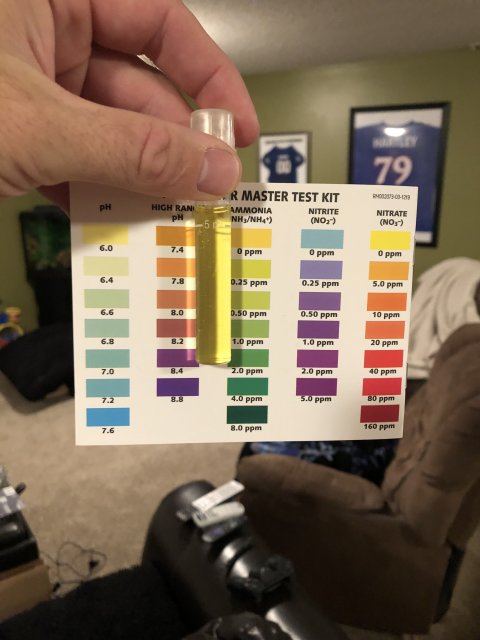 HARTLEY
79
00
R MASTER TEST KIT
pH
6.0
6.4
6.6
6.8
7.0
7.2
7.6
HIGH RAN
pH
7.4
7.8
8.0
8.2
8.4
8.8
5
AMMONIA
NH₃/NH₄⁺)
0 ppm
0.25 ppm
0.50 ppm
1.0 ppm
2.0 ppm
4.0 ppm
8.0 ppm
NITRITE
(NO₂⁻)
0 ppm
0.25 ppm
0.50 ppm
1.0 ppm
2.0 ppm
5.0 ppm
NITRATE
(NO₃⁻)
0 ppm
5.0 ppm
10 ppm
20 ppm
40 ppm
80 ppm
160 ppm